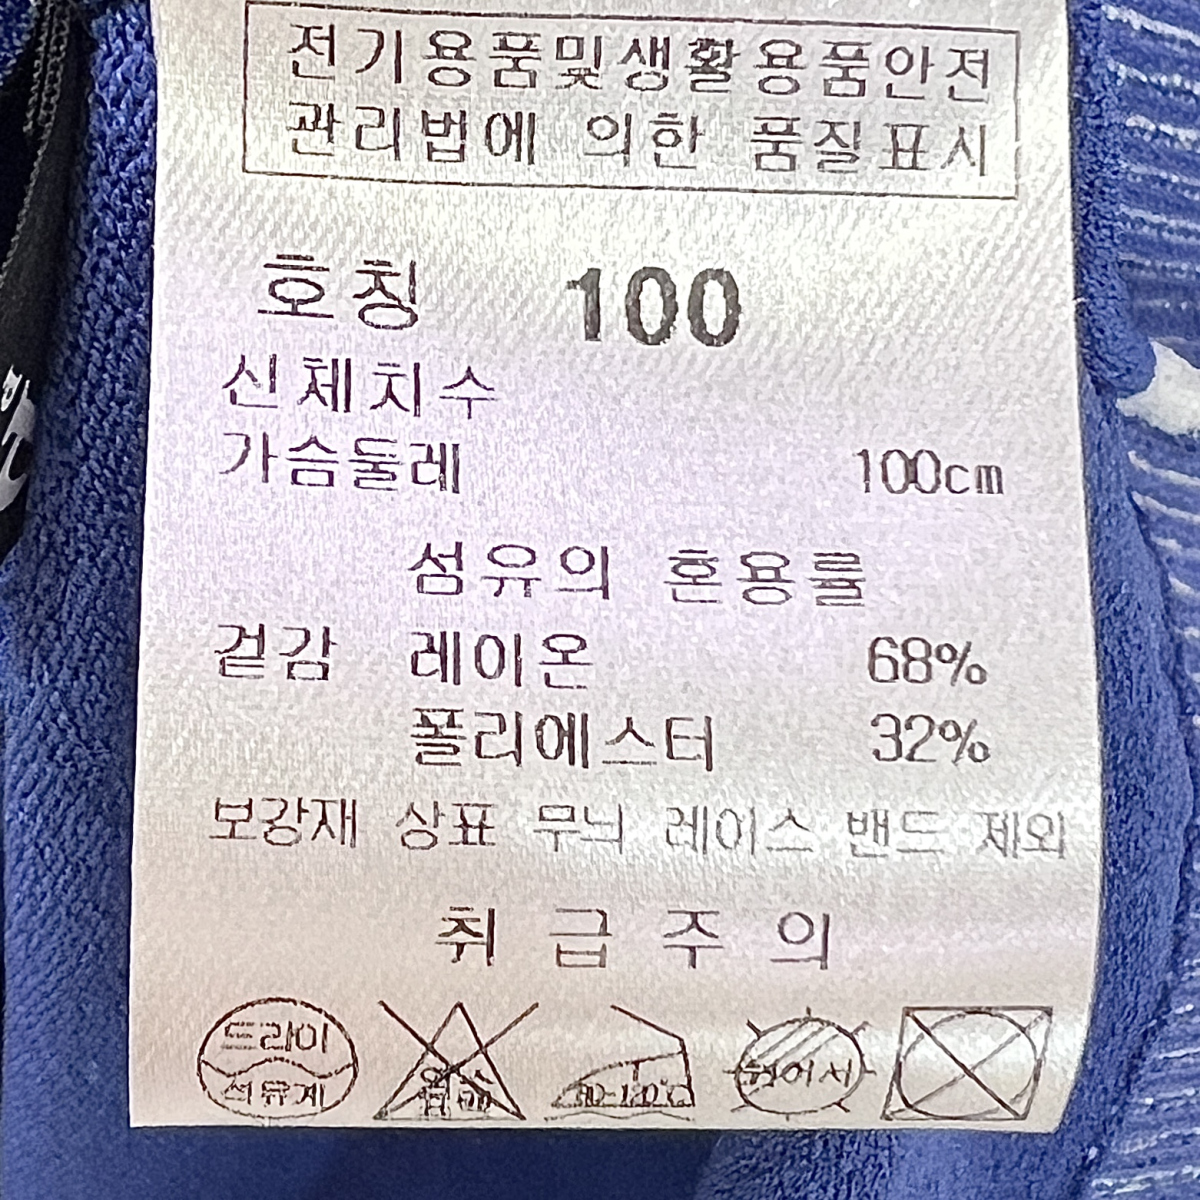 전기용품및생활용품안전
관리법에 의한 품질표시
호칭 100
신체치수
가슴둘레 100cm
섬유의 혼용률
겉감 레이온 68%
폴리에스터 32%
보강재 상표 무늬 레이스 밴드 제외
취급주의
드라이
석유계
뉘어서